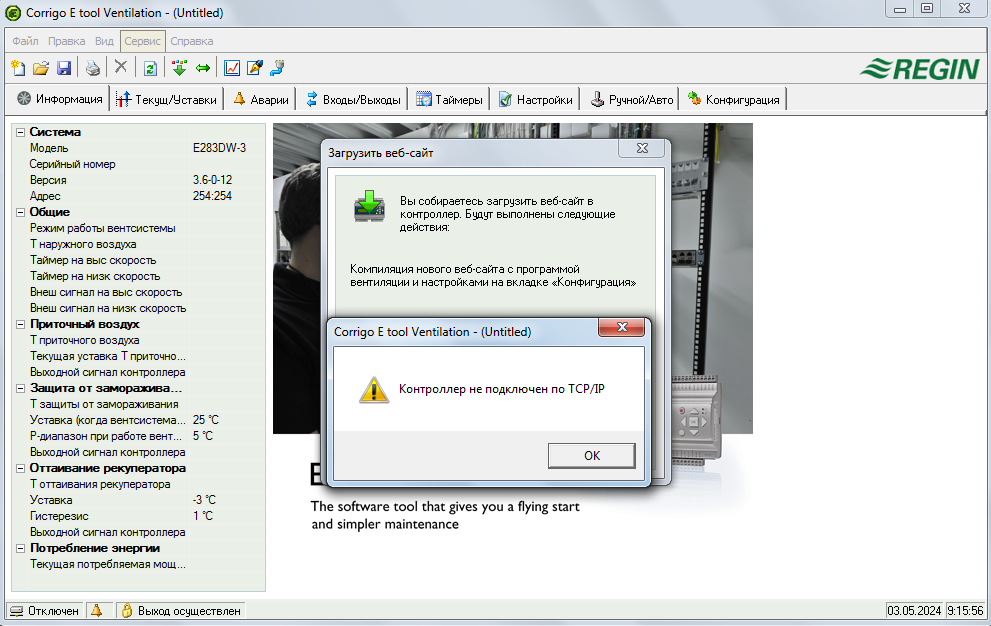 Corrigo E tool Ventilation - (Untitled)
Файл Правка Вид Сервис Справка
REGIN
Информация Текущ/Уставки Аварии Входы/Выходы Таймеры Настройки Ручной/Авто Конфигурация
Система
Модель E283DW-3
Серийный номер
Версия 3.6-0-12
Адрес 254:254
Общие
Режим работы вентсистемы
Т наружного воздуха
Таймер на выс скорость
Таймер на низк скорость
Внеш сигнал на выс скорость
Внеш сигнал на низк скорость
Приточный воздух
Т приточного воздуха
Текущая уставка Т приточно...
Выходной сигнал контроллера
Защита от заморажива...
Т защиты от замораживания
Уставка (когда вентсистема... 25 °C
Р-диапазон при работе вент... 5 °C
Выходной сигнал контроллера
Оттаивание рекуператора
Т оттаивания рекуператора
Уставка -3 °C
Гистерезис 1 °C
Выходной сигнал контроллера
Потребление энергии
Текущая потребляемая мощ...
Загрузить веб-сайт
Вы собираетесь загрузить веб-сайт в
контроллер. Будут выполнены следующие
действия:
Компиляция нового веб-сайта с программой
вентиляции и настройками на вкладке «Конфигурация»
Corrigo E tool Ventilation - (Untitled)
Контроллер не подключен по TCP/IP
OK
E
The software tool that gives you a flying start
and simpler maintenance
Отключен Выход осуществлен 03.05.2024 9:15:56